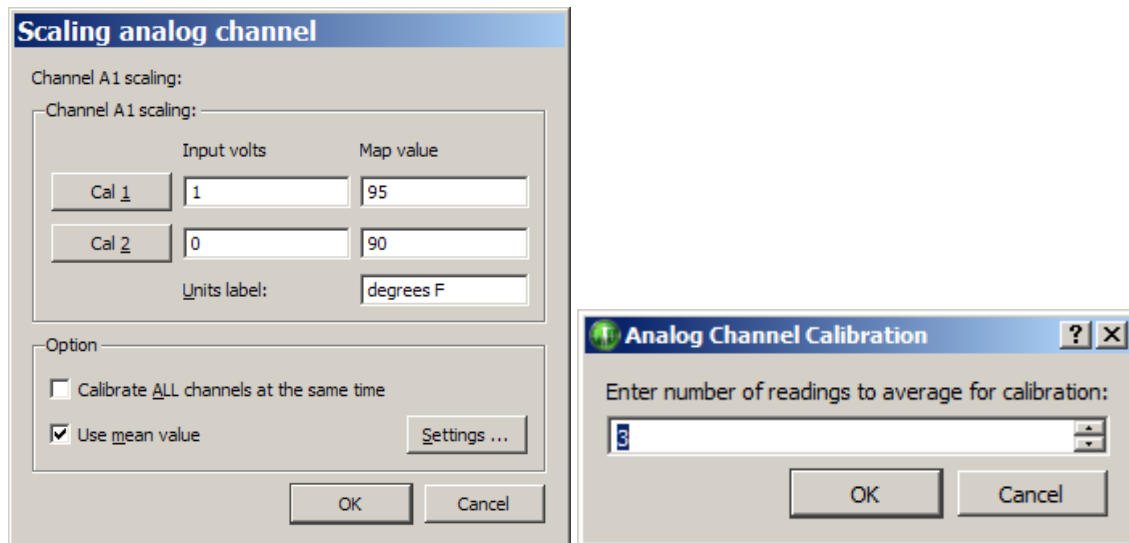 Scaling analog channel
Channel A1 scaling:
Channel A1 scaling:
Input volts Map value
Cal 1 1 95
Cal 2 0 90
Units label: degrees F
Option
Calibrate ALL channels at the same time
Use mean value Settings ...
OK Cancel
Analog Channel Calibration
Enter number of readings to average for calibration:
3
OK Cancel